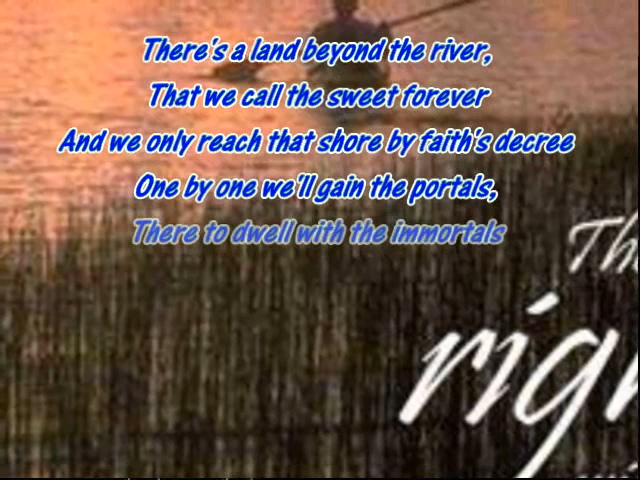 There's a land beyond the river,
That we call the sweet forever
And we only reach that shore by faith's decree
One by one we'll gain the portals,
There to dwell with the immortals
Th
rig